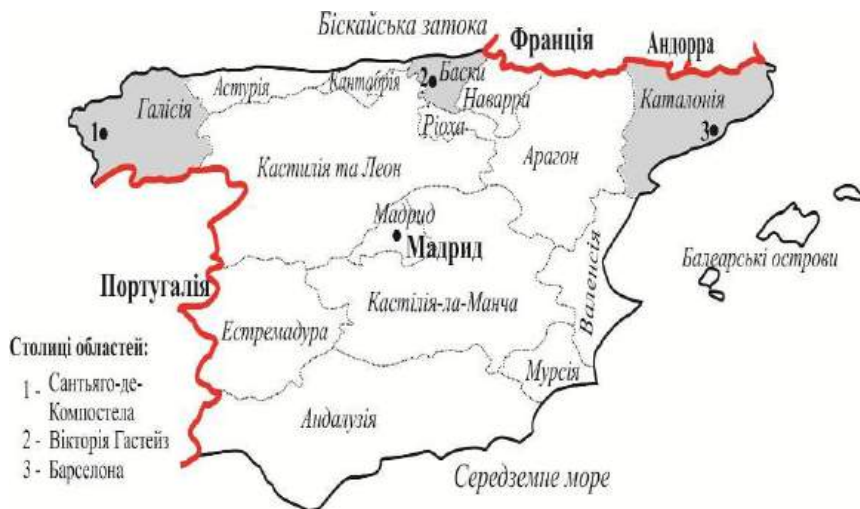 Біскайська затока
Франція
Андорра
Астурія
Кантабрія
2
Баски
Наварра
Галісія
Каталонія
1
3
Ріоха
Арагон
Кастилія та Леон
Мадрид
Мадрид
Балеарські острови
Португалія
Валенсія
Кастілія-ла-Манча
Естремадура
Мурсія
Андалузія
Середземне море
Столиці областей:
1 - Сантьяго-де-
Компостела
2 - Вікторія Гастейз
3 - Барселона